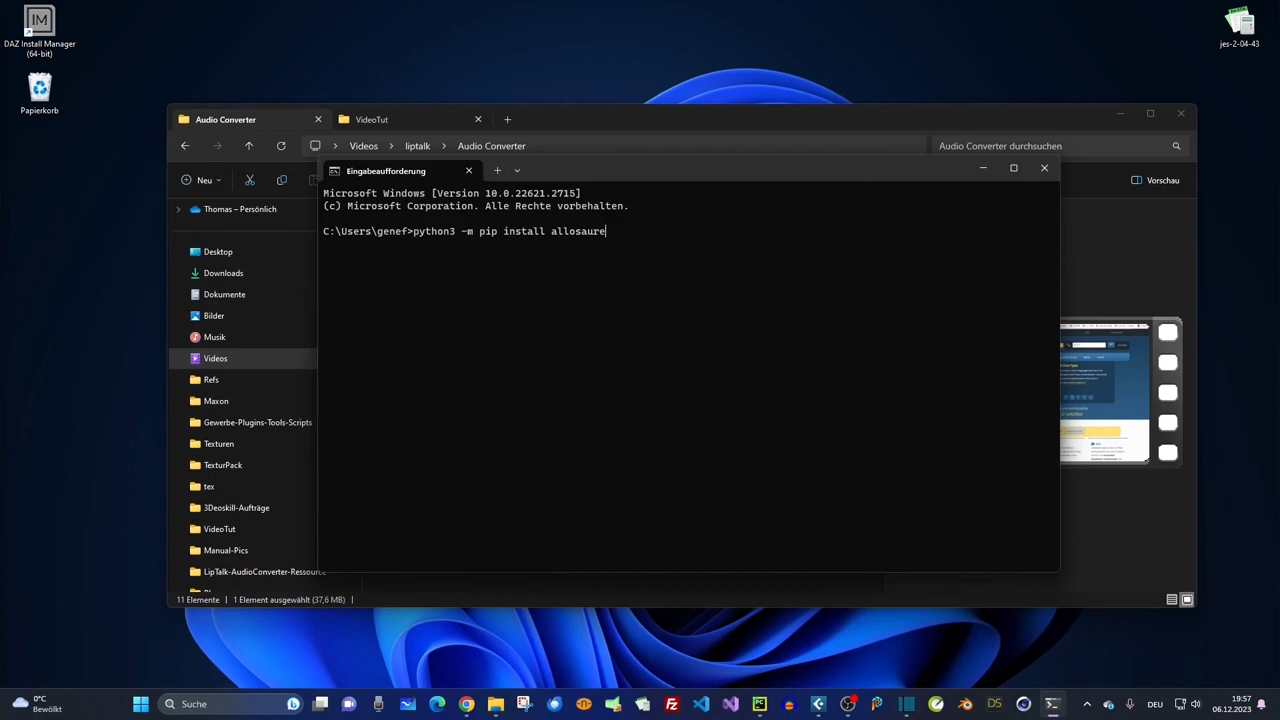 DAZ Install Manager
(64-bit)
Papierkorb
jes-2-04-43
Audio Converter
VideoTut
Videos
liptalk
Audio Converter
Audio Converter durchsuchen
Neu
Vorschau
Eingabeaufforderung
Microsoft Windows [Version 10.0.22621.2715]
(c) Microsoft Corporation. Alle Rechte vorbehalten.
C:\Users\genef>python3 -m pip install allosaure
Thomas – Persönlich
Desktop
Downloads
Dokumente
Bilder
Musik
Videos
Refs
Maxon
Gewerbe-Plugins-Tools-Scripts
Texturen
TexturPack
tex
3Deoskill-Aufträge
VideoTut
Manual-Pics
LipTalk-AudioConverter-Ressource
11 Elemente
1 Element ausgewählt (37,6 MB)
0°C
Bewölkt
Suche
DEU
19:57
06.12.2023